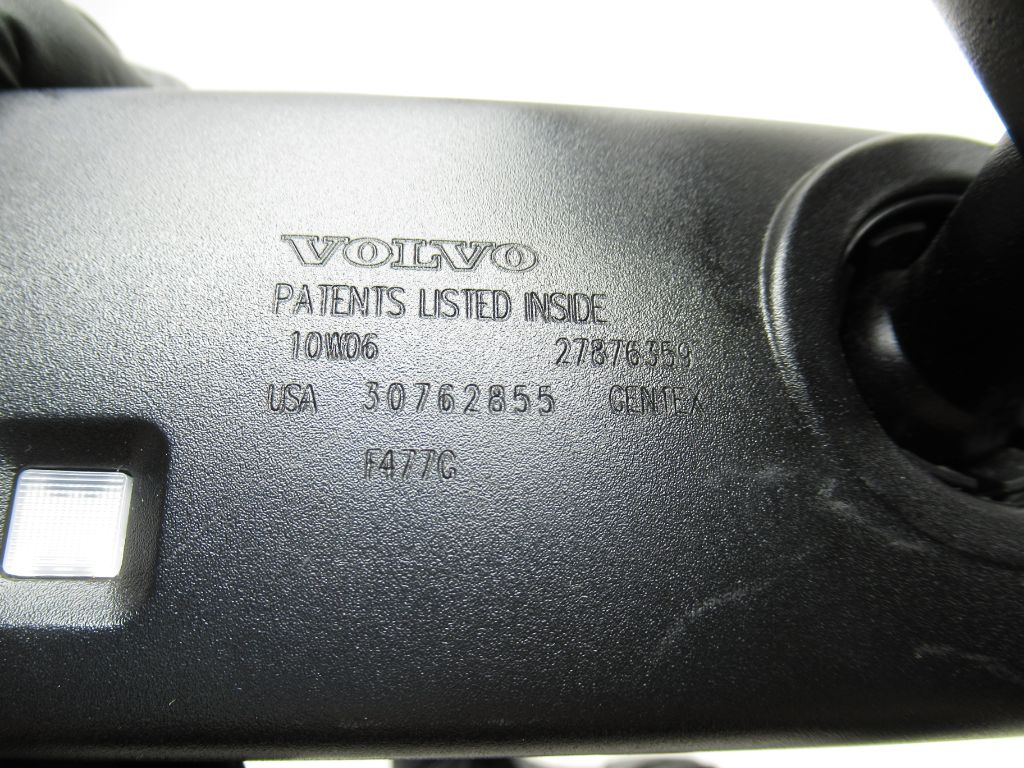 VOLVO
PATENTS LISTED INSIDE
10W06 27876359
USA 30762855 GENTEX
F477G